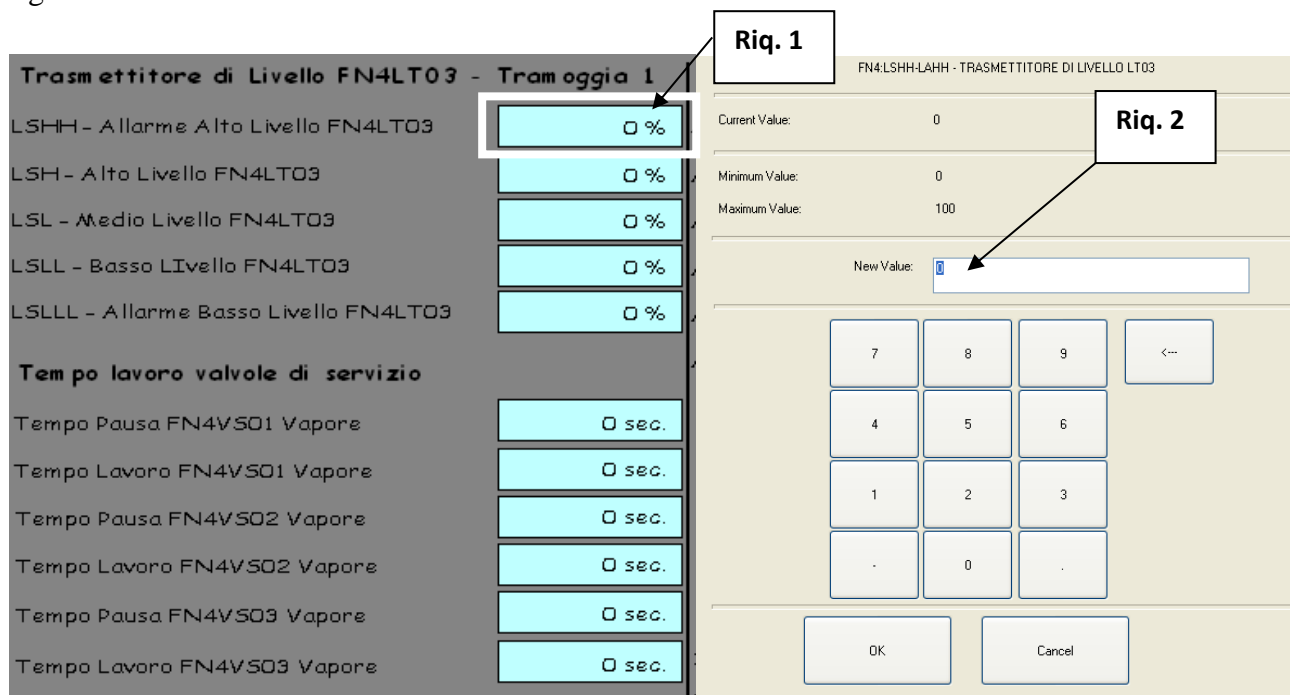 Riq. 1
Trasmettitore di Livello FN4LT03 - Tramoggia 1
LSHH - Allarme Alto Livello FN4LT03 0 %
LSH - Alto Livello FN4LT03 0 %
LSL - Medio Livello FN4LT03 0 %
LSLL - Basso LIvello FN4LT03 0 %
LSLLL - Allarme Basso Livello FN4LT03 0 %
Tempo lavoro valvole di servizio
Tempo Pausa FN4VS01 Vapore 0 sec.
Tempo Lavoro FN4VS01 Vapore 0 sec.
Tempo Pausa FN4VS02 Vapore 0 sec.
Tempo Lavoro FN4VS02 Vapore 0 sec.
Tempo Pausa FN4VS03 Vapore 0 sec.
Tempo Lavoro FN4VS03 Vapore 0 sec.
FN4:LSHH-LAHH - TRASMETTITORE DI LIVELLO LT03
Riq. 2
Current Value: 0
Minimum Value: 0
Maximum Value: 100
New Value: 0
7 8 9 <---
4 5 6
1 2 3
- 0 .
OK Cancel